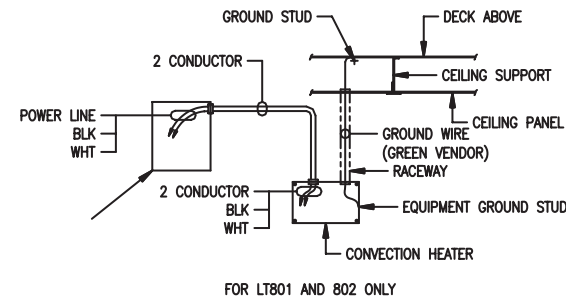 GROUND STUD
DECK ABOVE
2 CONDUCTOR
CEILING SUPPORT
POWER LINE
BLK
WHT
CEILING PANEL
GROUND WIRE
(GREEN VENDOR)
RACEWAY
2 CONDUCTOR
BLK
WHT
EQUIPMENT GROUND STUD
CONVECTION HEATER
FOR LT801 AND 802 ONLY